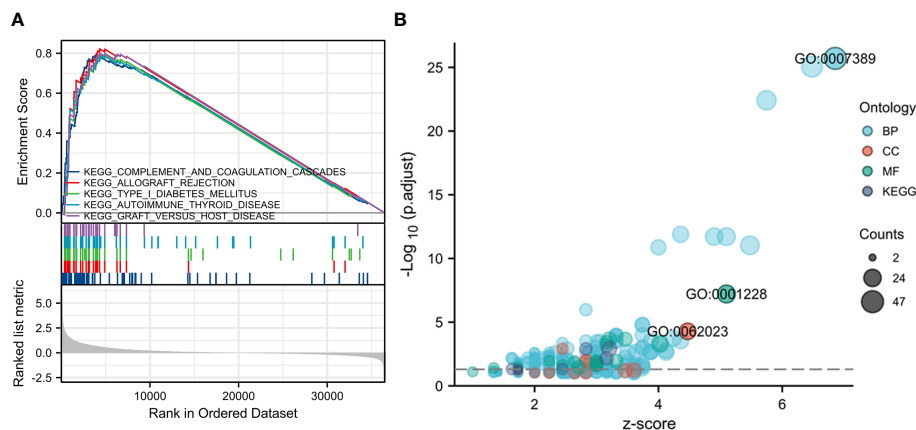 A
Enrichment Score
0.8
0.6
0.4
0.2
0.0
KEGG_COMPLEMENT_AND_COAGULATION_CASCADES
KEGG_ALLOGRAFT_REJECTION
KEGG_TYPE_I_DIABETES_MELLITUS
KEGG_AUTOIMMUNE_THYROID_DISEASE
KEGG_GRAFT_VERSUS_HOST_DISEASE
Ranked list metric
5.0
2.5
0.0
-2.5
10000 20000 30000
Rank in Ordered Dataset
B
-Log 10 (p.adjust)
25
20
15
10
5
0
GO:0007389
GO:0001228
GO:0062023
2 4 6
z-score
Ontology
BP
CC
MF
KEGG
Counts
2
24
47